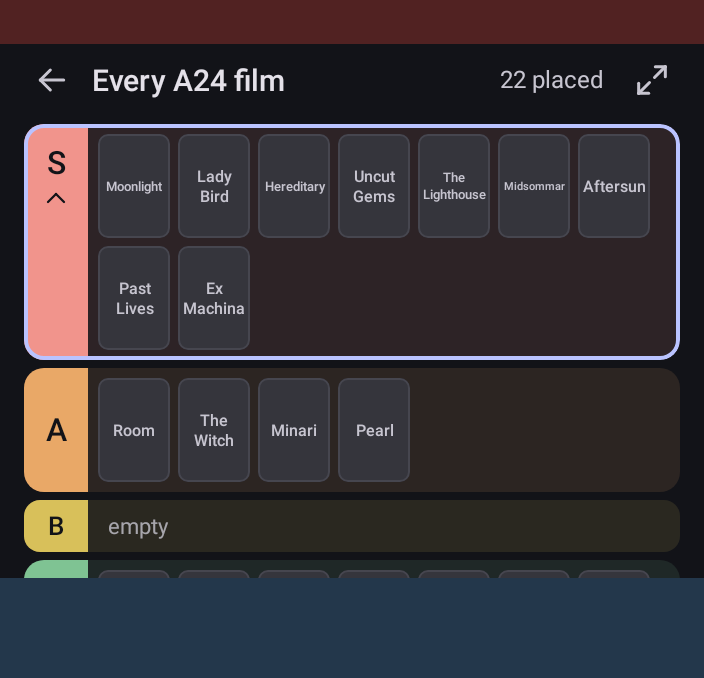 Every A24 film
22 placed
S
Moonlight
Lady
Bird
Hereditary
Uncut
Gems
The
Lighthouse
Midsommar
Aftersun
Past
Lives
Ex
Machina
A
Room
The
Witch
Minari
Pearl
B
empty